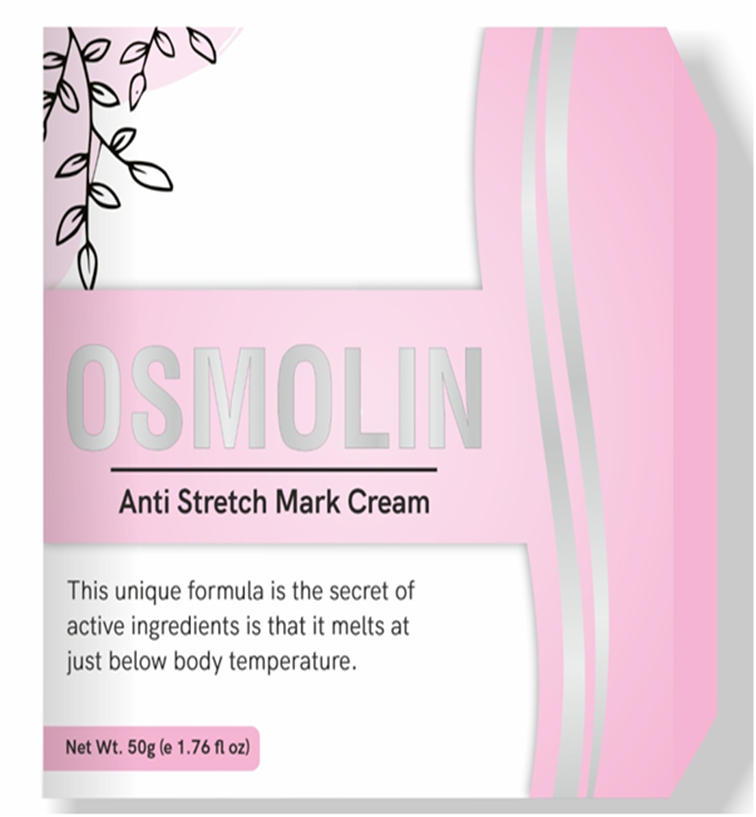 OSMOLIN
Anti Stretch Mark Cream
This unique formula is the secret of
active ingredients is that it melts at
just below body temperature.
Net Wt. 50g (e 1.76 fl oz)